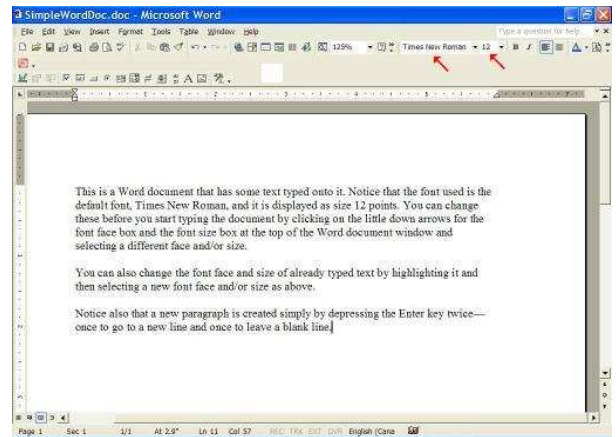 SimpleWordDoc.doc - Microsoft Word
File Edit View Insert Format Tools Table Window Help Type a question for help
125% Times New Roman 12 B I A
This is a Word document that has some text typed onto it. Notice that the font used is the
default font, Times New Roman, and it is displayed as size 12 points. You can change
these before you start typing the document by clicking on the little down arrows for the
font face box and the font size box at the top of the Word document window and
selecting a different face and/or size.
You can also change the font face and size of already typed text by highlighting it and
then selecting a new font face and/or size as above.
Notice also that a new paragraph is created simply by depressing the Enter key twice—
once to go to a new line and once to leave a blank line.
Page 1 Sec 1 1/1 At 2.9" Ln 11 Col 57 REC TRK EXT OVR English (Cana